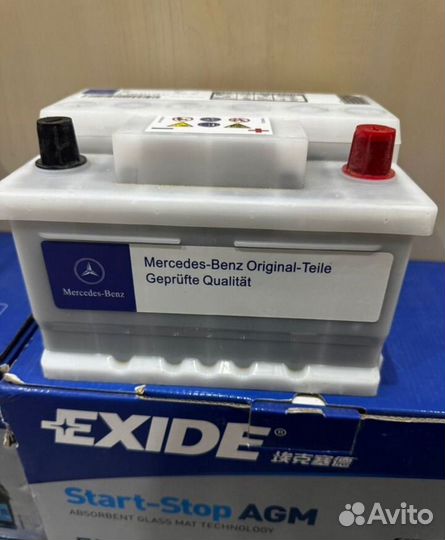 Mercedes-Benz Original-Teile
Geprüfte Qualität
Mercedes-Benz
EXIDE®
埃克赛德
Start-Stop AGM
ABSORBENT GLASS MAT TECHNOLOGY
Avito